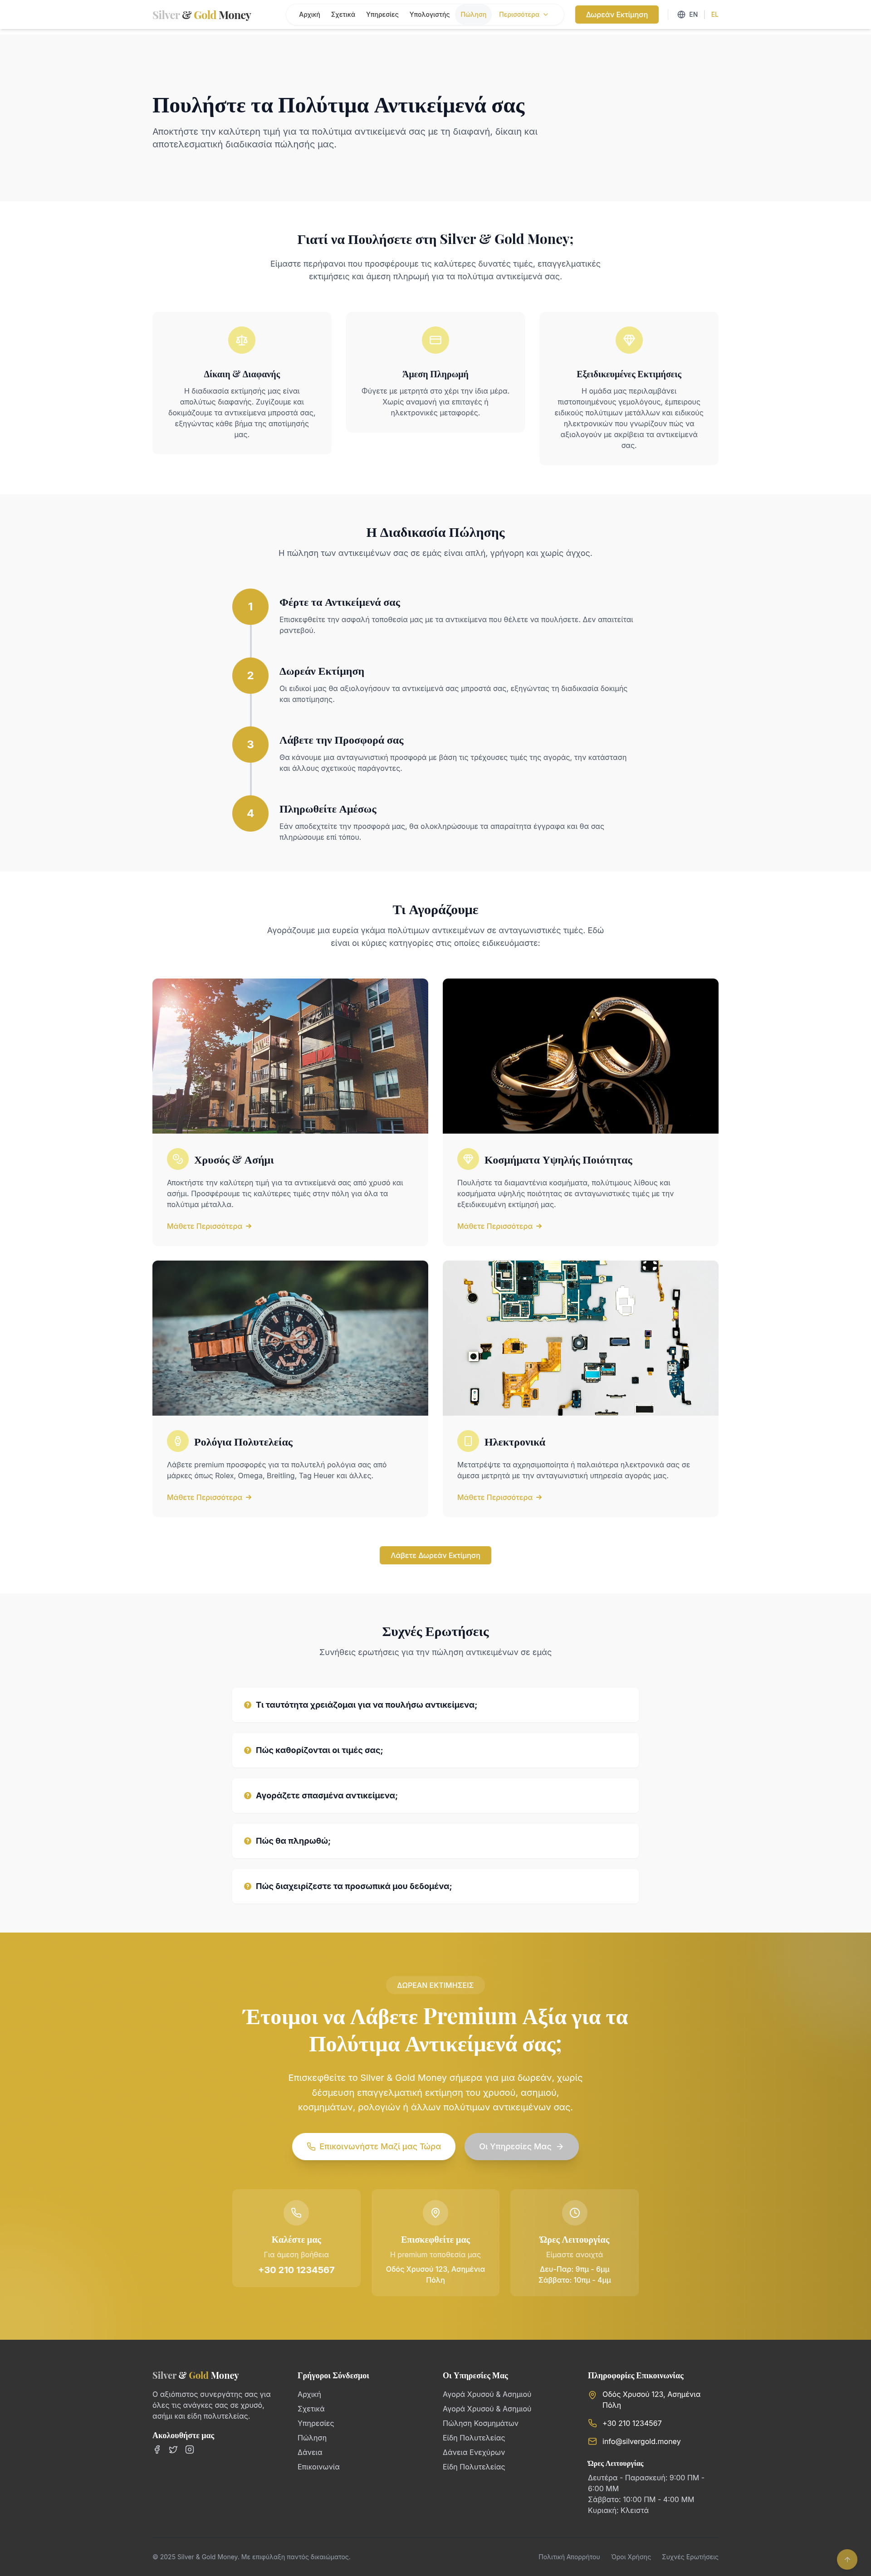 Silver & Gold Money
Αρχική
Σχετικά
Υπηρεσίες
Υπολογιστής
Πώληση
Περισσότερα
Δωρεάν Εκτίμηση
EN
EL
Πουλήστε τα Πολύτιμα Αντικείμενά σας
Αποκτήστε την καλύτερη τιμή για τα πολύτιμα αντικείμενά σας με τη διαφανή, δίκαιη και
αποτελεσματική διαδικασία πώλησής μας.
Γιατί να Πουλήσετε στη Silver & Gold Money;
Είμαστε περήφανοι που προσφέρουμε τις καλύτερες δυνατές τιμές, επαγγελματικές
εκτιμήσεις και άμεση πληρωμή για τα πολύτιμα αντικείμενά σας.
Δίκαιη & Διαφανής
Η διαδικασία εκτίμησής μας είναι
απολύτως διαφανής. Ζυγίζουμε και
δοκιμάζουμε τα αντικείμενα μπροστά σας,
εξηγώντας κάθε βήμα της αποτίμησής
μας.
Άμεση Πληρωμή
Φύγετε με μετρητά στο χέρι την ίδια μέρα.
Χωρίς αναμονή για επιταγές ή
ηλεκτρονικές μεταφορές.
Εξειδικευμένες Εκτιμήσεις
Η ομάδα μας περιλαμβάνει
πιστοποιημένους γεμολόγους, έμπειρους
ειδικούς πολύτιμων μετάλλων και ειδικούς
ηλεκτρονικών που γνωρίζουν πώς να
αξιολογούν με ακρίβεια τα αντικείμενά
σας.
Η Διαδικασία Πώλησης
Η πώληση των αντικειμένων σας σε εμάς είναι απλή, γρήγορη και χωρίς άγχος.
1
Φέρτε τα Αντικείμενά σας
Επισκεφθείτε την ασφαλή τοποθεσία μας με τα αντικείμενα που θέλετε να πουλήσετε. Δεν απαιτείται
ραντεβού.
2
Δωρεάν Εκτίμηση
Οι ειδικοί μας θα αξιολογήσουν τα αντικείμενά σας μπροστά σας, εξηγώντας τη διαδικασία δοκιμής
και αποτίμησης.
3
Λάβετε την Προσφορά σας
Θα κάνουμε μια ανταγωνιστική προσφορά με βάση τις τρέχουσες τιμές της αγοράς, την κατάσταση
και άλλους σχετικούς παράγοντες.
4
Πληρωθείτε Αμέσως
Εάν αποδεχτείτε την προσφορά μας, θα ολοκληρώσουμε τα απαραίτητα έγγραφα και θα σας
πληρώσουμε επί τόπου.
Τι Αγοράζουμε
Αγοράζουμε μια ευρεία γκάμα πολύτιμων αντικειμένων σε ανταγωνιστικές τιμές. Εδώ
είναι οι κύριες κατηγορίες στις οποίες ειδικευόμαστε:
Χρυσός & Ασήμι
Αποκτήστε την καλύτερη τιμή για τα αντικείμενά σας από χρυσό και
ασήμι. Προσφέρουμε τις καλύτερες τιμές στην πόλη για όλα τα
πολύτιμα μέταλλα.
Μάθετε Περισσότερα →
Κοσμήματα Υψηλής Ποιότητας
Πουλήστε τα διαμαντένια κοσμήματα, πολύτιμους λίθους και
κοσμήματα υψηλής ποιότητας σε ανταγωνιστικές τιμές με την
εξειδικευμένη εκτίμησή μας.
Μάθετε Περισσότερα →
Ρολόγια Πολυτελείας
Λάβετε premium προσφορές για τα πολυτελή ρολόγια σας από
μάρκες όπως Rolex, Omega, Breitling, Tag Heuer και άλλες.
Μάθετε Περισσότερα →
Ηλεκτρονικά
Μετατρέψτε τα αχρησιμοποίητα ή παλαιότερα ηλεκτρονικά σας σε
άμεσα μετρητά με την ανταγωνιστική υπηρεσία αγοράς μας.
Μάθετε Περισσότερα →
Λάβετε Δωρεάν Εκτίμηση
Συχνές Ερωτήσεις
Συνήθεις ερωτήσεις για την πώληση αντικειμένων σε εμάς
Τι ταυτότητα χρειάζομαι για να πουλήσω αντικείμενα;
Πώς καθορίζονται οι τιμές σας;
Αγοράζετε σπασμένα αντικείμενα;
Πώς θα πληρωθώ;
Πώς διαχειρίζεστε τα προσωπικά μου δεδομένα;
ΔΩΡΕΑΝ ΕΚΤΙΜΗΣΕΙΣ
Έτοιμοι να Λάβετε Premium Αξία για τα
Πολύτιμα Αντικείμενά σας;
Επισκεφθείτε το Silver & Gold Money σήμερα για μια δωρεάν, χωρίς
δέσμευση επαγγελματική εκτίμηση του χρυσού, ασημιού,
κοσμημάτων, ρολογιών ή άλλων πολύτιμων αντικειμένων σας.
Επικοινωνήστε Μαζί μας Τώρα
Οι Υπηρεσίες Μας →
Καλέστε μας
Για άμεση βοήθεια
+30 210 1234567
Επισκεφθείτε μας
Η premium τοποθεσία μας
Οδός Χρυσού 123, Ασημένια
Πόλη
Ώρες Λειτουργίας
Είμαστε ανοιχτά
Δευ-Παρ: 9πμ - 6μμ
Σάββατο: 10πμ - 4μμ
Silver & Gold Money
Ο αξιόπιστος συνεργάτης σας για
όλες τις ανάγκες σας σε χρυσό,
ασήμι και είδη πολυτελείας.
Ακολουθήστε μας
Γρήγοροι Σύνδεσμοι
Αρχική
Σχετικά
Υπηρεσίες
Πώληση
Δάνεια
Επικοινωνία
Οι Υπηρεσίες Μας
Αγορά Χρυσού & Ασημιού
Αγορά Χρυσού & Ασημιού
Πώληση Κοσμημάτων
Είδη Πολυτελείας
Δάνεια Ενεχύρων
Είδη Πολυτελείας
Πληροφορίες Επικοινωνίας
Οδός Χρυσού 123, Ασημένια
Πόλη
+30 210 1234567
info@silvergold.money
Ώρες Λειτουργίας
Δευτέρα - Παρασκευή: 9:00 ΠΜ -
6:00 ΜΜ
Σάββατο: 10:00 ΠΜ - 4:00 ΜΜ
Κυριακή: Κλειστά
© 2025 Silver & Gold Money. Με επιφύλαξη παντός δικαιώματος.
Πολιτική Απορρήτου
Όροι Χρήσης
Συχνές Ερωτήσεις